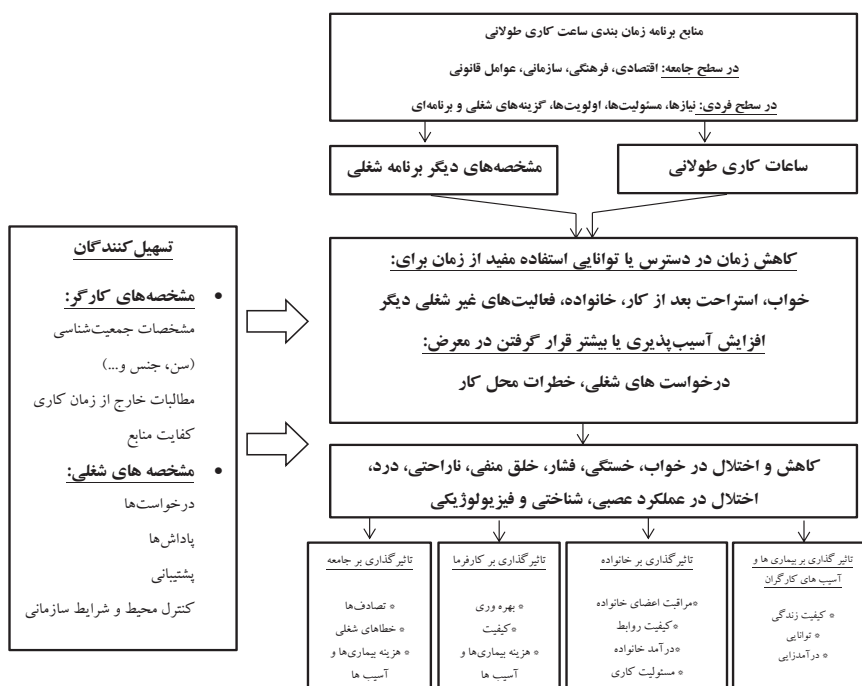 منابع برنامه زمان بندی ساعت کاری طولانی
در سطح جامعه: اقتصادی، فرهنگی، سازمانی، عوامل قانونی
در سطح فردی: نیازها، مسئولیت‌ها، اولویت‌ها، گزینه‌های شغلی و برنامه‌ای
ساعات کاری طولانی
مشخصه‌های دیگر برنامه شغلی
کاهش زمان در دسترس یا توانایی استفاده مفید از زمان برای:
خواب، استراحت بعد از کار، خانواده، فعالیت‌های غیر شغلی دیگر
افزایش آسیب‌پذیری یا بیشتر قرار گرفتن در معرض:
درخواست های شغلی، خطرات محل کار
تسهیل‌کنندگان
• مشخصه‌های کارگر:
مشخصات جمعیت‌شناسی
(سن، جنس و...)
مطالبات خارج از زمان کاری
کفایت منابع
• مشخصه های شغلی:
درخواست‌ها
پاداش‌ها
پشتیبانی
کنترل محیط و شرایط سازمانی
کاهش و اختلال در خواب، خستگی، فشار، خلق منفی، ناراحتی، درد،
اختلال در عملکرد عصبی، شناختی و فیزیولوژیکی
تاثیر گذاری بر بیماری ها و
آسیب های کارگران
* کیفیت زندگی
* توانایی
* درآمدزایی
تاثیرگذاری بر خانواده
*مراقبت اعضای خانواده
*کیفیت روابط
*درآمد خانواده
* مسئولیت کاری
تاثیرگذاری بر کارفرما
* بهره وری
*کیفیت
* هزینه بیماری‌ها و
آسیب ها
تاثیرگذاری بر جامعه
* تصادف‌ها
* خطاهای شغلی
* هزینه بیماری‌ها و
آسیب ها